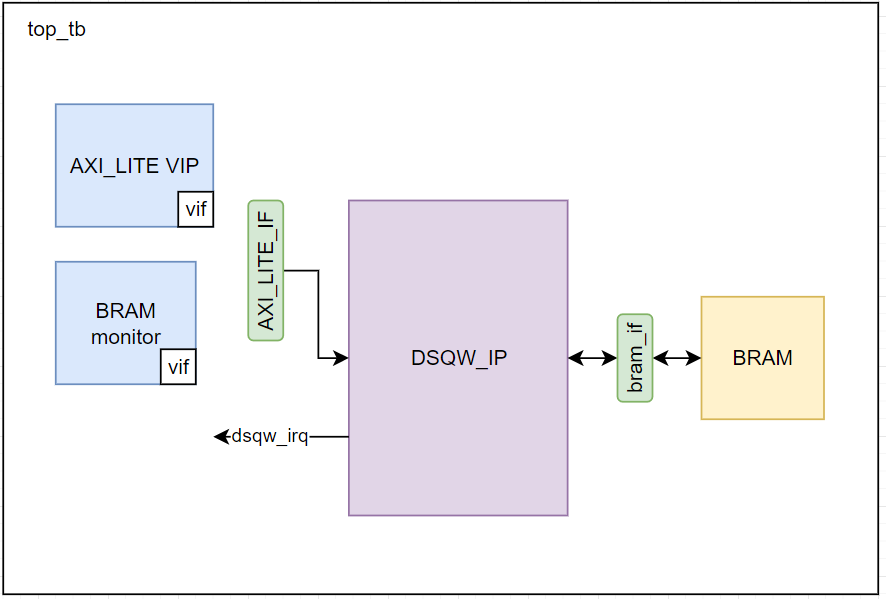 top_tb
AXI_LITE VIP
vif
AXI_LITE_IF
BRAM
monitor
vif
DSQW_IP
bram_if
BRAM
dsqw_irq